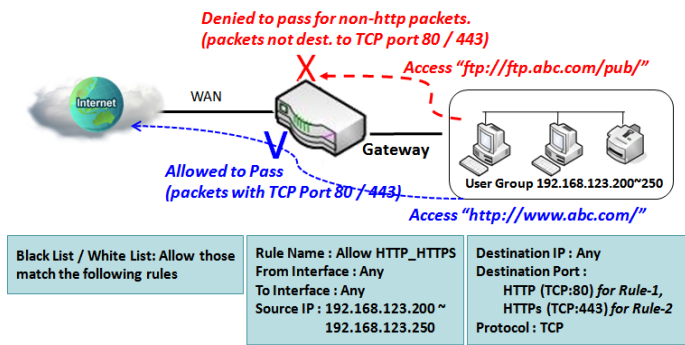 Denied to pass for non-http packets.
(packets not dest. to TCP port 80 / 443)
Access “ftp://ftp.abc.com/pub/”
X
Internet
WAN
Gateway
V
Allowed to Pass
(packets with TCP Port 80 / 443)
User Group 192.168.123.200~250
Access “http://www.abc.com/”
Black List / White List: Allow those
match the following rules
Rule Name : Allow HTTP_HTTPS
From Interface : Any
To Interface : Any
Source IP : 192.168.123.200 ~
192.168.123.250
Destination IP : Any
Destination Port :
HTTP (TCP:80) for Rule-1,
HTTPs (TCP:443) for Rule-2
Protocol : TCP